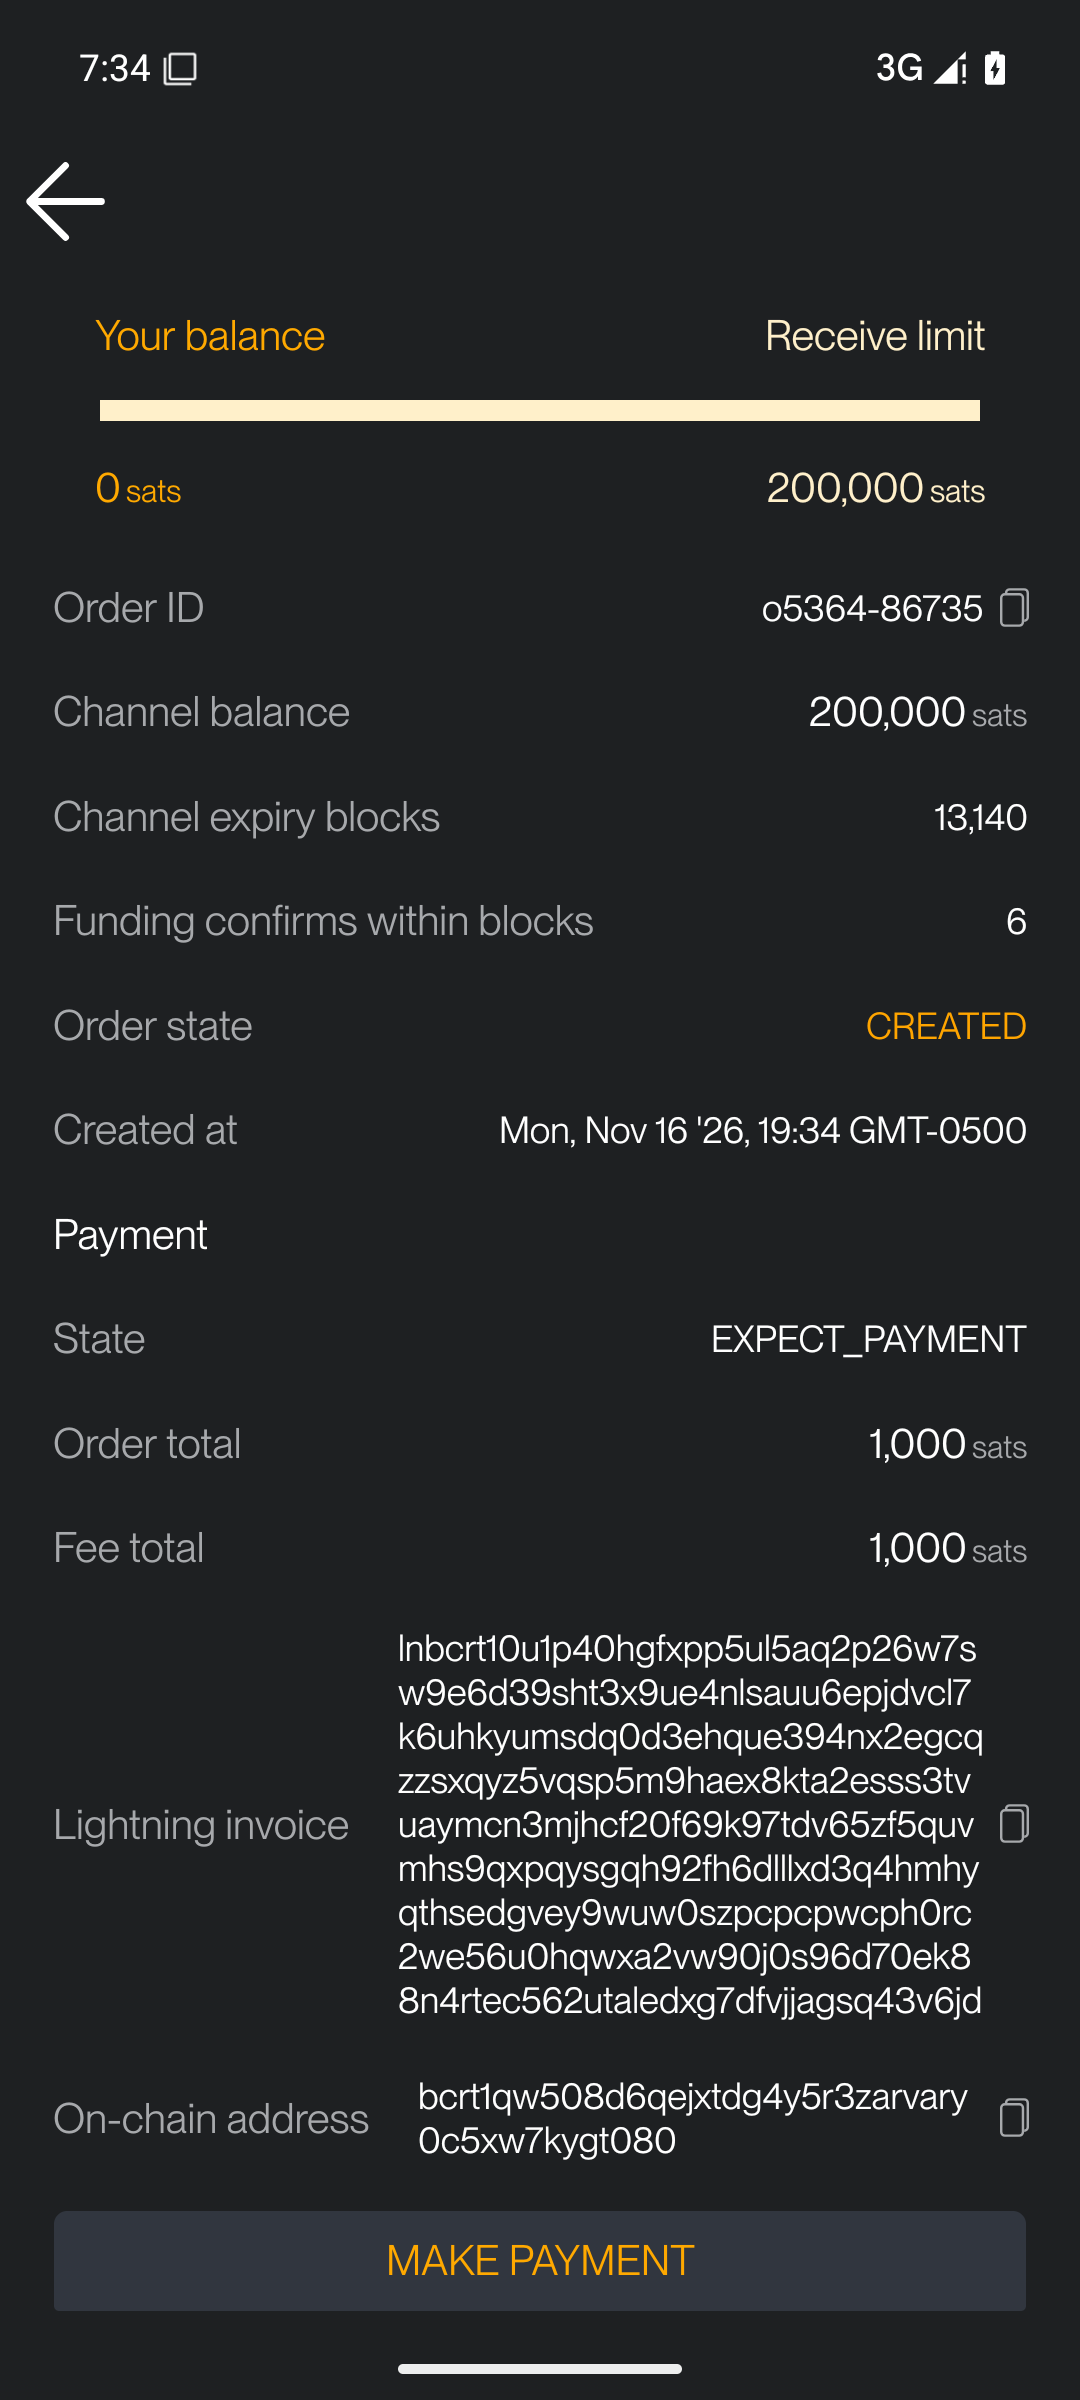 7:34 3G
Your balance Receive limit
0 sats 200,000 sats
Order ID o5364-86735
Channel balance 200,000 sats
Channel expiry blocks 13,140
Funding confirms within blocks 6
Order state CREATED
Created at Mon, Nov 16 '26, 19:34 GMT-0500
Payment
State EXPECT_PAYMENT
Order total 1,000 sats
Fee total 1,000 sats
Lightning invoice
lnbcrt10u1p40hgfxpp5ul5aq2p26w7s
w9e6d39sht3x9ue4nlsauu6epjdvcl7
k6uhkyumsdq0d3ehque394nx2egcq
zzsxqyz5vqsp5m9haex8kta2esss3tv
uaymcn3mjhcf20f69k97tdv65zf5quv
mhs9qxpqysgqh92fh6dlllxd3q4hmhy
qthsedgvey9wuw0szpcpcpwcph0rc
2we56u0hqwxa2vw90j0s96d70ek8
8n4rtec562utaledxg7dfvjjagsq43v6jd
On-chain address
bcrt1qw508d6qejxtdg4y5r3zarvary
0c5xw7kygt080
MAKE PAYMENT